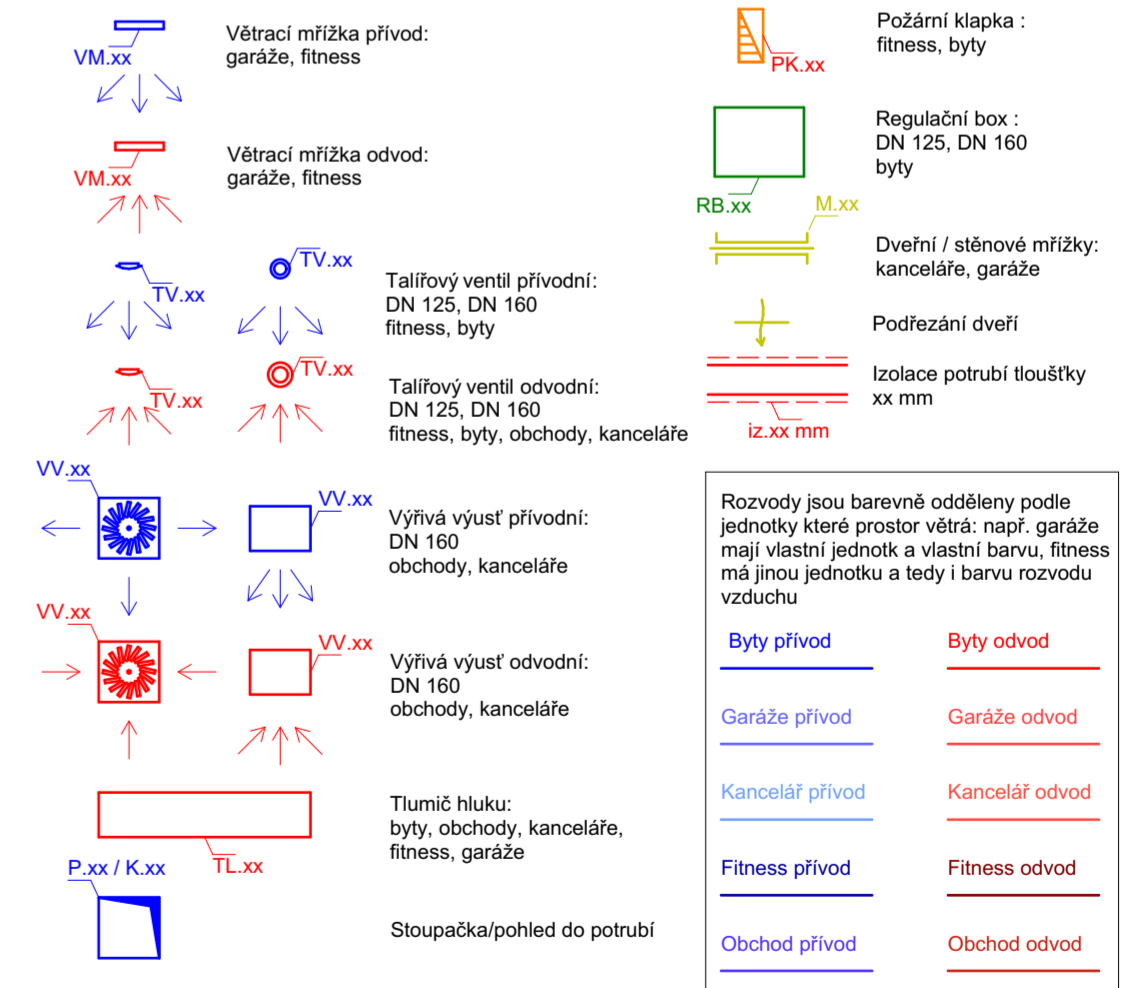 VM.xx
Větrací mřížka přívod:
garáže, fitness
VM.xx
Větrací mřížka odvod:
garáže, fitness
TV.xx
TV.xx
Talířový ventil přívodní:
DN 125, DN 160
fitness, byty
TV.xx
TV.xx
Talířový ventil odvodní:
DN 125, DN 160
fitness, byty, obchody, kanceláře
VV.xx
VV.xx
Výřivá výusť přívodní:
DN 160
obchody, kanceláře
VV.xx
VV.xx
Výřivá výusť odvodní:
DN 160
obchody, kanceláře
TL.xx
Tlumič hluku:
byty, obchody, kanceláře,
fitness, garáže
P.xx / K.xx
Stoupačka/pohled do potrubí
PK.xx
Požární klapka :
fitness, byty
RB.xx
Regulační box :
DN 125, DN 160
byty
M.xx
Dveřní / stěnové mřížky:
kanceláře, garáže
Podřezání dveří
Izolace potrubí tloušťky
xx mm
iz.xx mm
Rozvody jsou barevně odděleny podle
jednotky které prostor větrá: např. garáže
mají vlastní jednotk a vlastní barvu, fitness
má jinou jednotku a tedy i barvu rozvodu
vzduchu
Byty přívod
Byty odvod
Garáže přívod
Garáže odvod
Kancelář přívod
Kancelář odvod
Fitness přívod
Fitness odvod
Obchod přívod
Obchod odvod